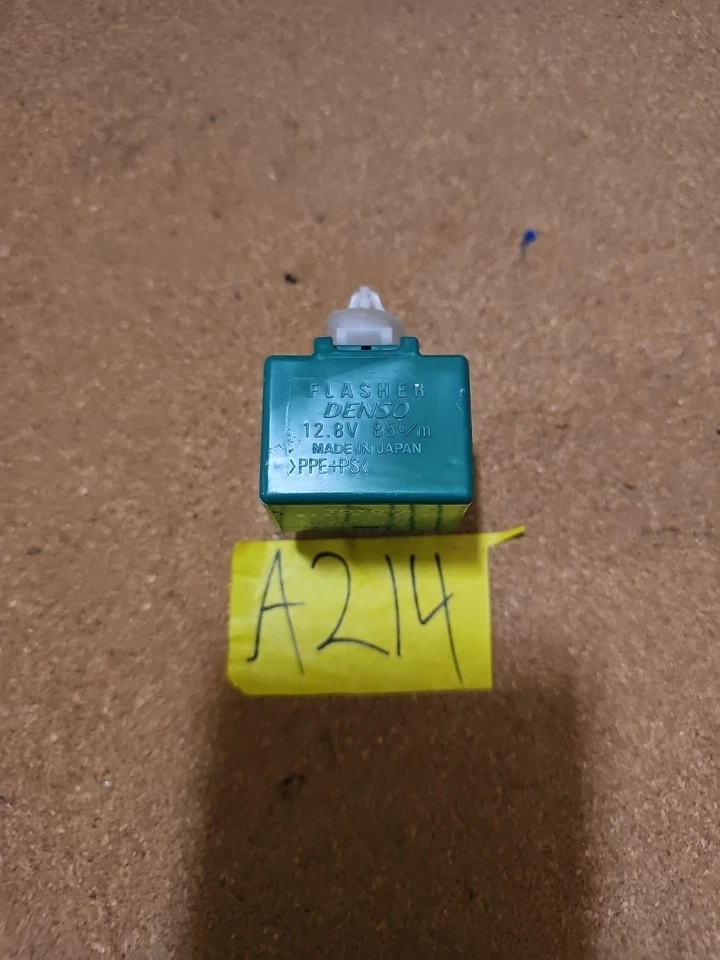 FLASHER
DENSO
12.8V 85c/m
MADE IN JAPAN
>PPE+PS<
A214